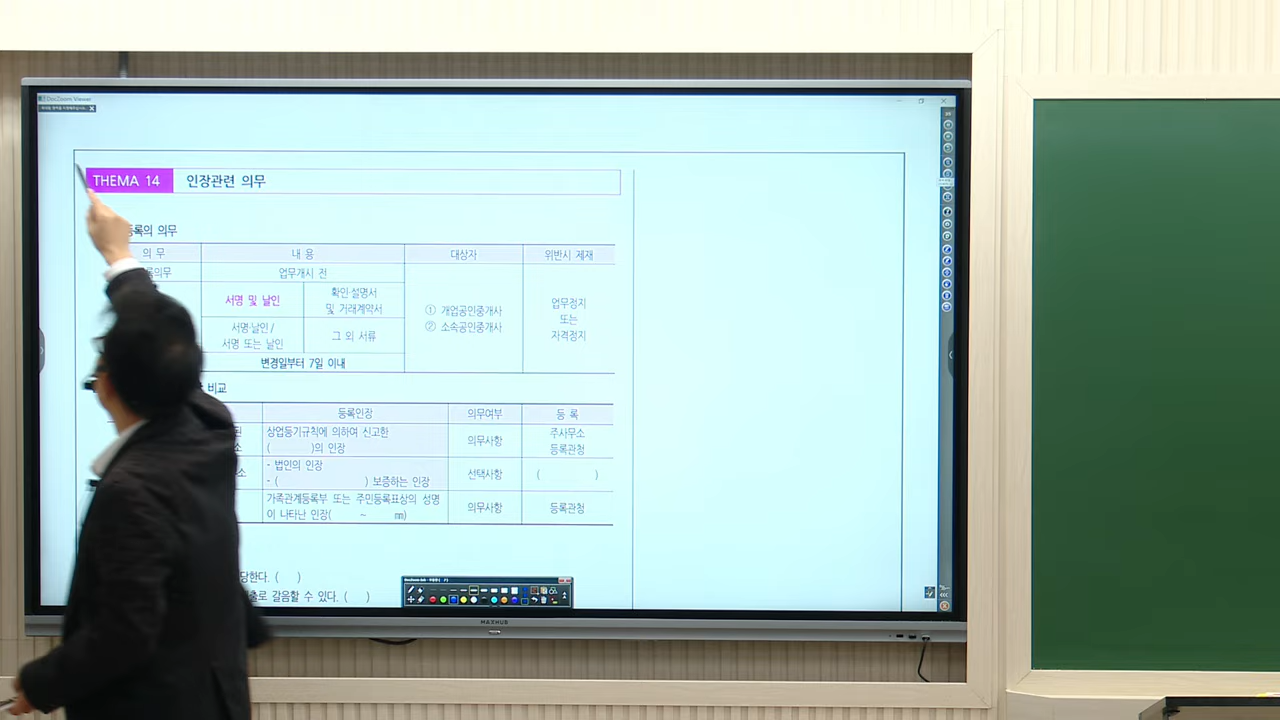 DocZoom Viewer
THEMA 14 인장관련 의무
등록의 의무
의 무 내 용 대상자 위반시 제재
록의무 업무개시 전
서명 및 날인 확인·설명서 및 거래계약서
서명·날인 / 서명 또는 날인 그 외 서류
① 개업공인중개사
② 소속공인중개사
업무정지
또는
자격정지
변경일부터 7일 이내
비교
등록인장 의무여부 등 록
상업등기규칙에 의하여 신고한
( )의 인장
의무사항 주사무소
등록관청
소 - 법인의 인장
- ( ) 보증하는 인장
선택사항 ( )
가족관계등록부 또는 주민등록표상의 성명
이 나타난 인장( ~ ㎜)
의무사항 등록관청
당한다. ( )
로 갈음할 수 있다. ( )
MAXHUB